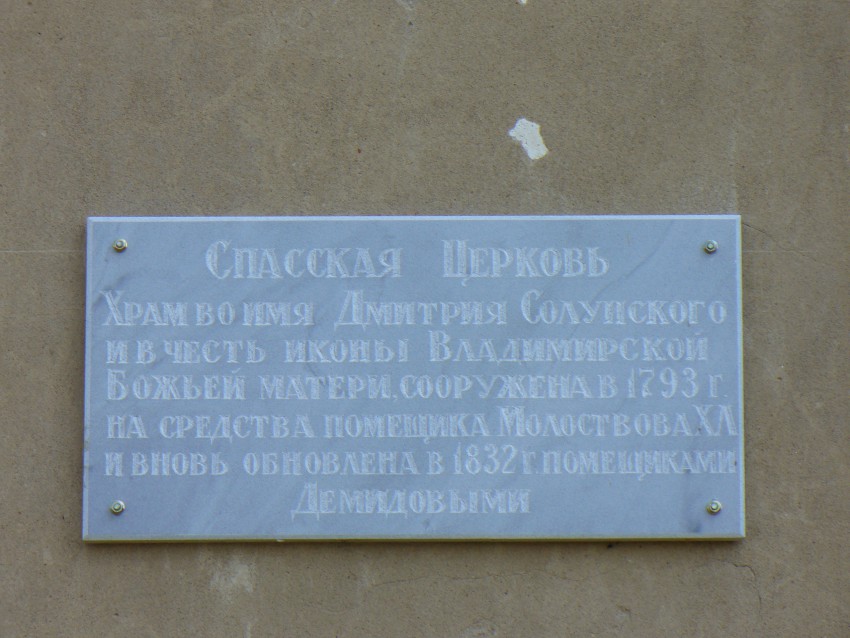 Спасская Церковь
Храм во имя Дмитрия Солунского
и в честь иконы Владимирской
Божьей матери, сооружена в 1793 г.
на средства помещика Молоствова ХЛ
и вновь обновлена в 1832 г. помещиками
Демидовыми